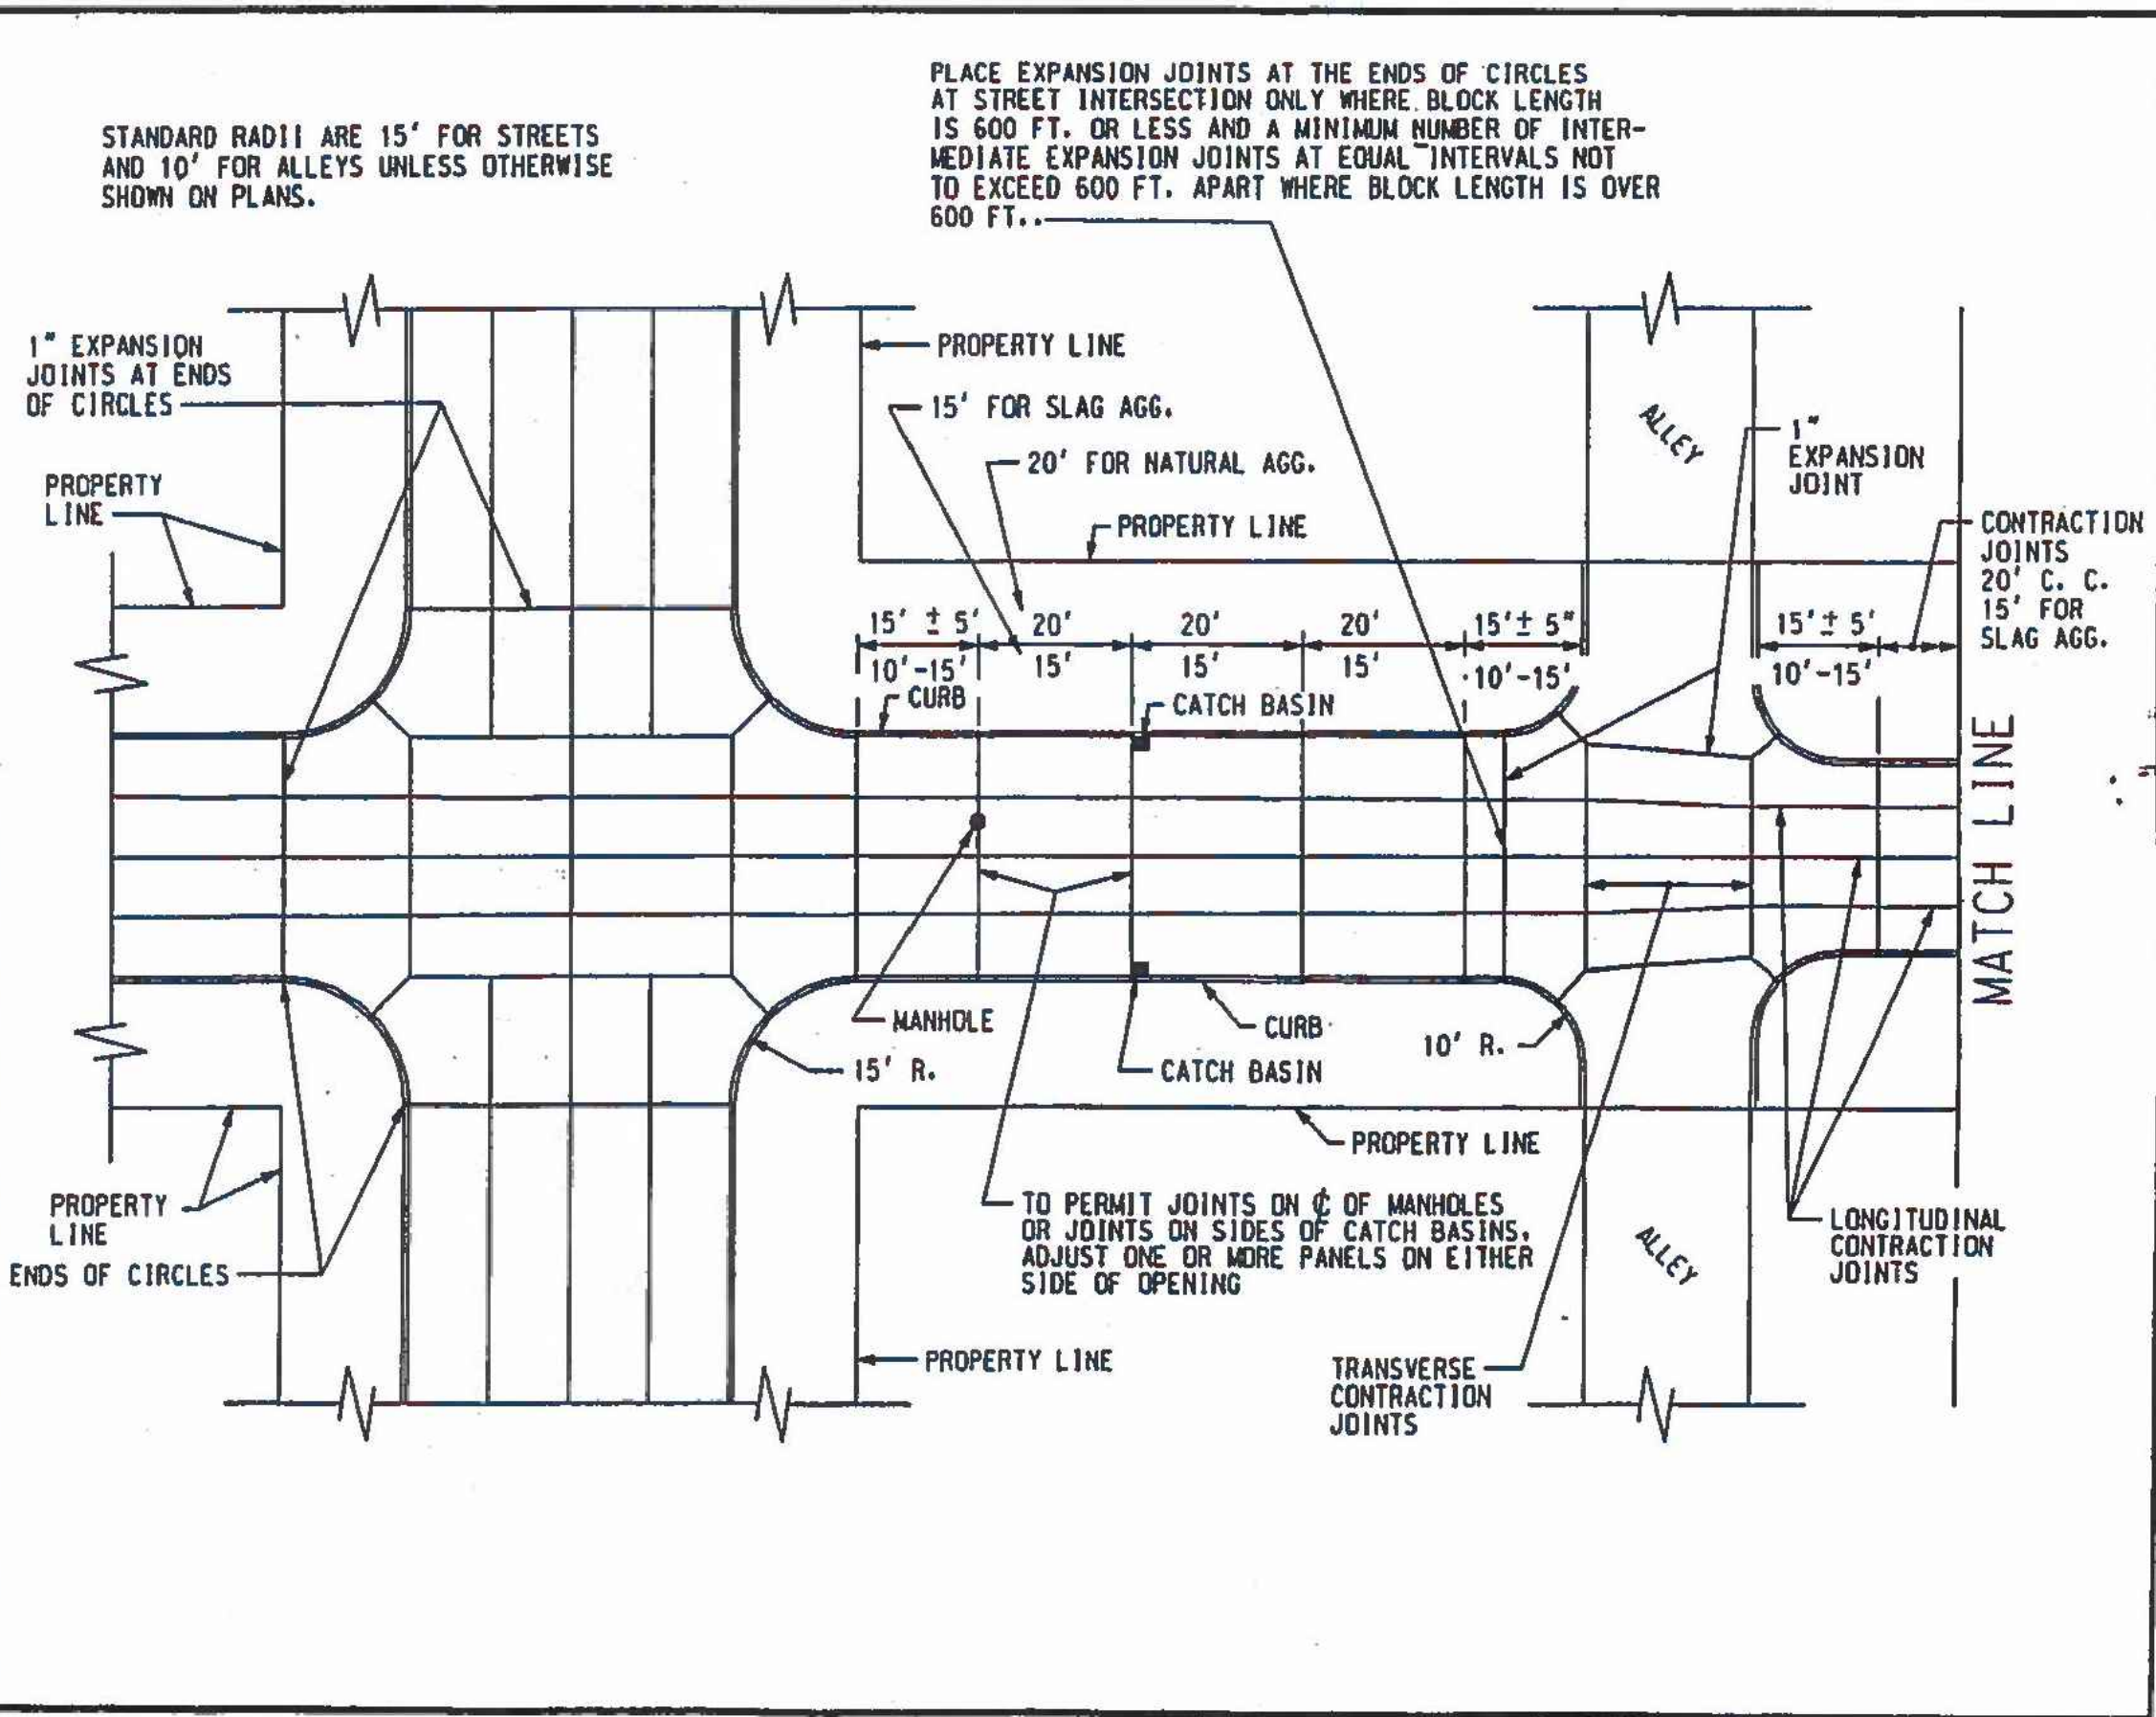 PLACE EXPANSION JOINTS AT THE ENDS OF CIRCLES
AT STREET INTERSECTION ONLY WHERE BLOCK LENGTH
IS 600 FT. OR LESS AND A MINIMUM NUMBER OF INTER-
MEDIATE EXPANSION JOINTS AT EQUAL INTERVALS NOT
TO EXCEED 600 FT. APART WHERE BLOCK LENGTH IS OVER
600 FT..
STANDARD RADII ARE 15' FOR STREETS
AND 10' FOR ALLEYS UNLESS OTHERWISE
SHOWN ON PLANS.
1" EXPANSION
JOINTS AT ENDS
OF CIRCLES
PROPERTY LINE
15' FOR SLAG AGG.
20' FOR NATURAL AGG.
PROPERTY LINE
ALLEY
1"
EXPANSION
JOINT
PROPERTY
LINE
CONTRACTION
JOINTS
20' C. C.
15' FOR
SLAG AGG.
15' ± 5' 20' 20' 20' 15'± 5" 15'± 5'
10'-15' 15' 15' 15' 10'-15' 10'-15'
CURB
CATCH BASIN
MATCH LINE
MANHOLE
CURB
10' R.
15' R.
CATCH BASIN
PROPERTY LINE
PROPERTY
LINE
ENDS OF CIRCLES
TO PERMIT JOINTS ON ℄ OF MANHOLES
OR JOINTS ON SIDES OF CATCH BASINS,
ADJUST ONE OR MORE PANELS ON EITHER
SIDE OF OPENING
ALLEY
LONGITUDINAL
CONTRACTION
JOINTS
PROPERTY LINE
TRANSVERSE
CONTRACTION
JOINTS